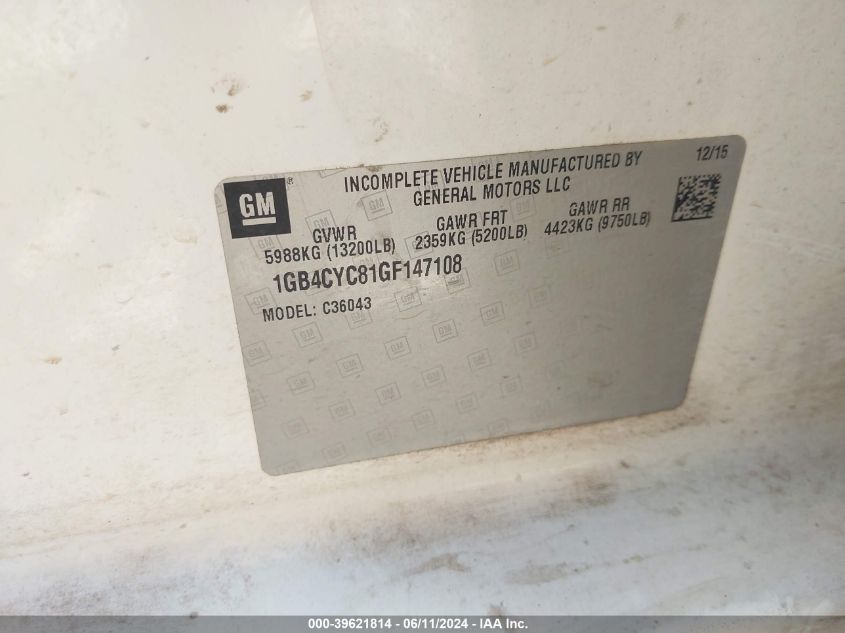 GM
INCOMPLETE VEHICLE MANUFACTURED BY
GENERAL MOTORS LLC
12/15
GVWR
5988KG (13200LB)
GAWR FRT
2359KG (5200LB)
GAWR RR
4423KG (9750LB)
1GB4CYC81GF147108
MODEL: C36043
000-39621814 - 06/11/2024 - IAA Inc.